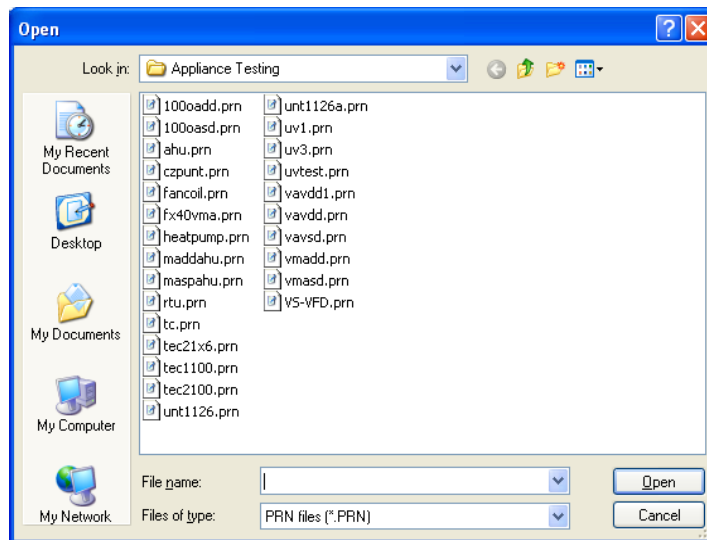 Open
Look in:
Appliance Testing
My Recent
Documents
Desktop
My Documents
My Computer
My Network
100oadd.prn
100oasd.prn
ahu.prn
czpunt.prn
fancoil.prn
fx40vma.prn
heatpump.prn
maddahu.prn
maspahu.prn
rtu.prn
tc.prn
tec21x6.prn
tec1100.prn
tec2100.prn
unt1126.prn
unt1126a.prn
uv1.prn
uv3.prn
uvtest.prn
vavdd1.prn
vavdd.prn
vavsd.prn
vmadd.prn
vmasd.prn
VS-VFD.prn
File name:
Open
Files of type:
PRN files (*.PRN)
Cancel